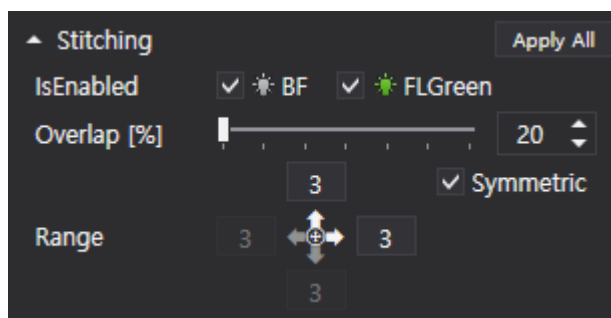 Stitching Apply All
IsEnabled BF FLGreen
Overlap [%] 20
3 Symmetric
Range 3 3
3